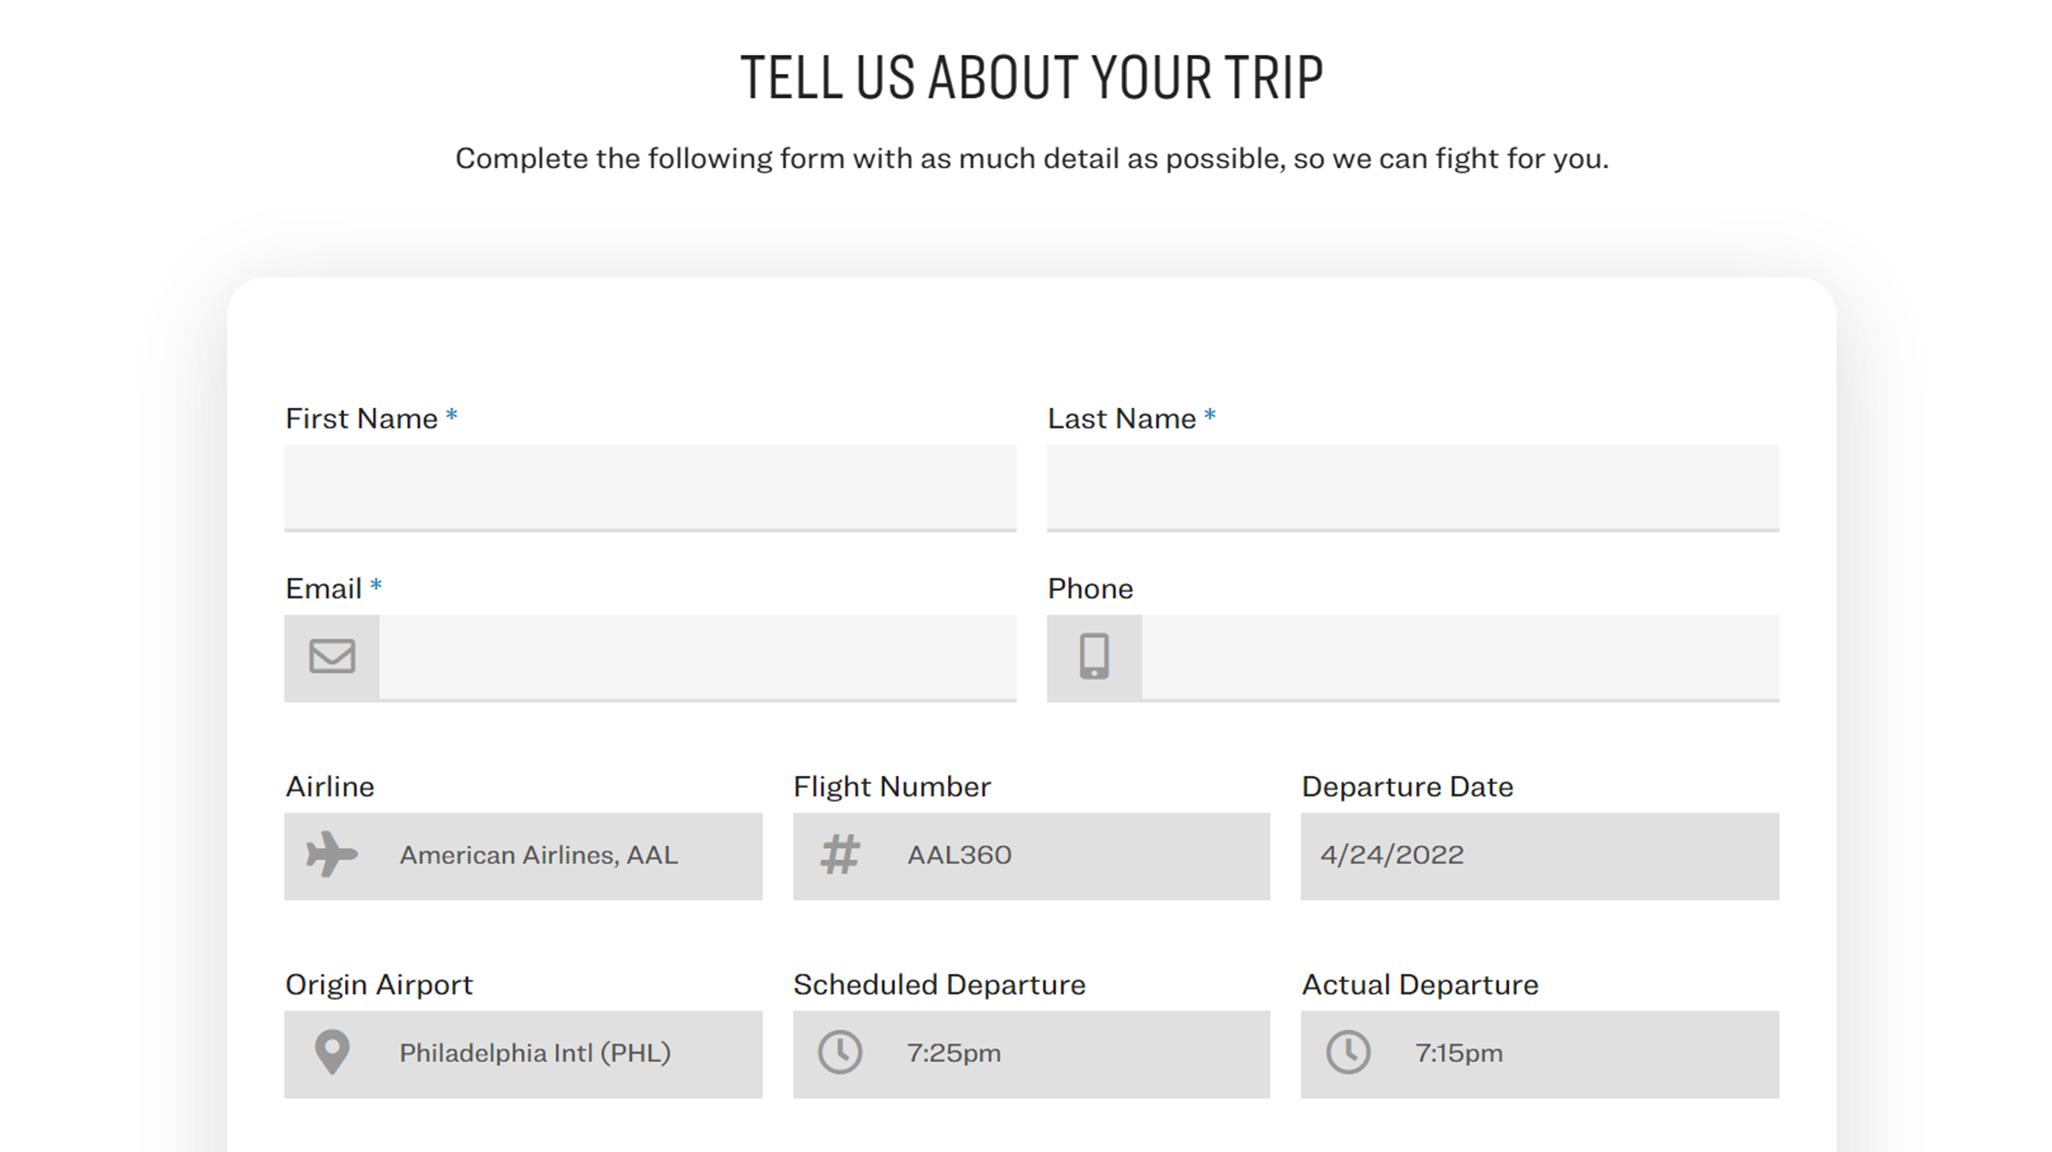 TELL US ABOUT YOUR TRIP
Complete the following form with as much detail as possible, so we can fight for you.
First Name *
Last Name *
Email *
Phone
Airline
Flight Number
Departure Date
American Airlines, AAL
# AAL360
4/24/2022
Origin Airport
Scheduled Departure
Actual Departure
Philadelphia Intl (PHL)
7:25pm
7:15pm